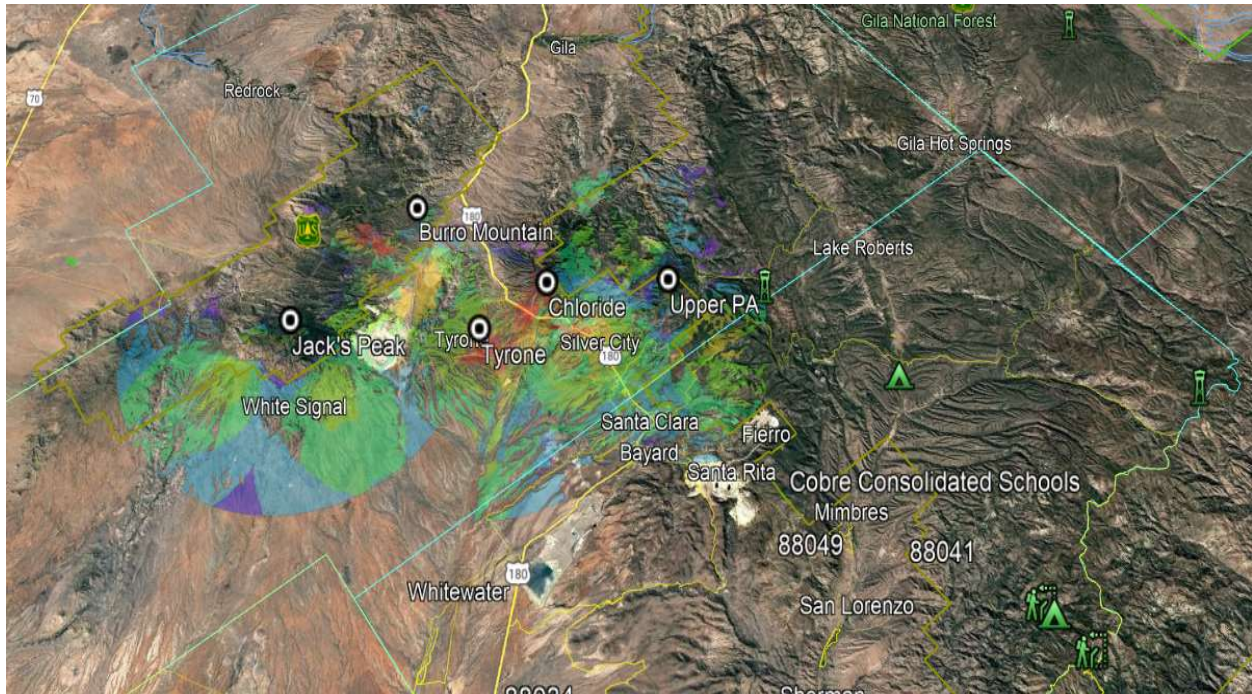 Gila National Forest
Gila
70
Redrock
Gila Hot Springs
180
Burro Mountain
Lake Roberts
Chloride
Upper PA
U S
Jack's Peak
Tyrone
Silver City
180
White Signal
Santa Clara
Bayard
Fierro
Santa Rita
Cobre Consolidated Schools
Mimbres
88049
88041
180
Whitewater
San Lorenzo
Sherman